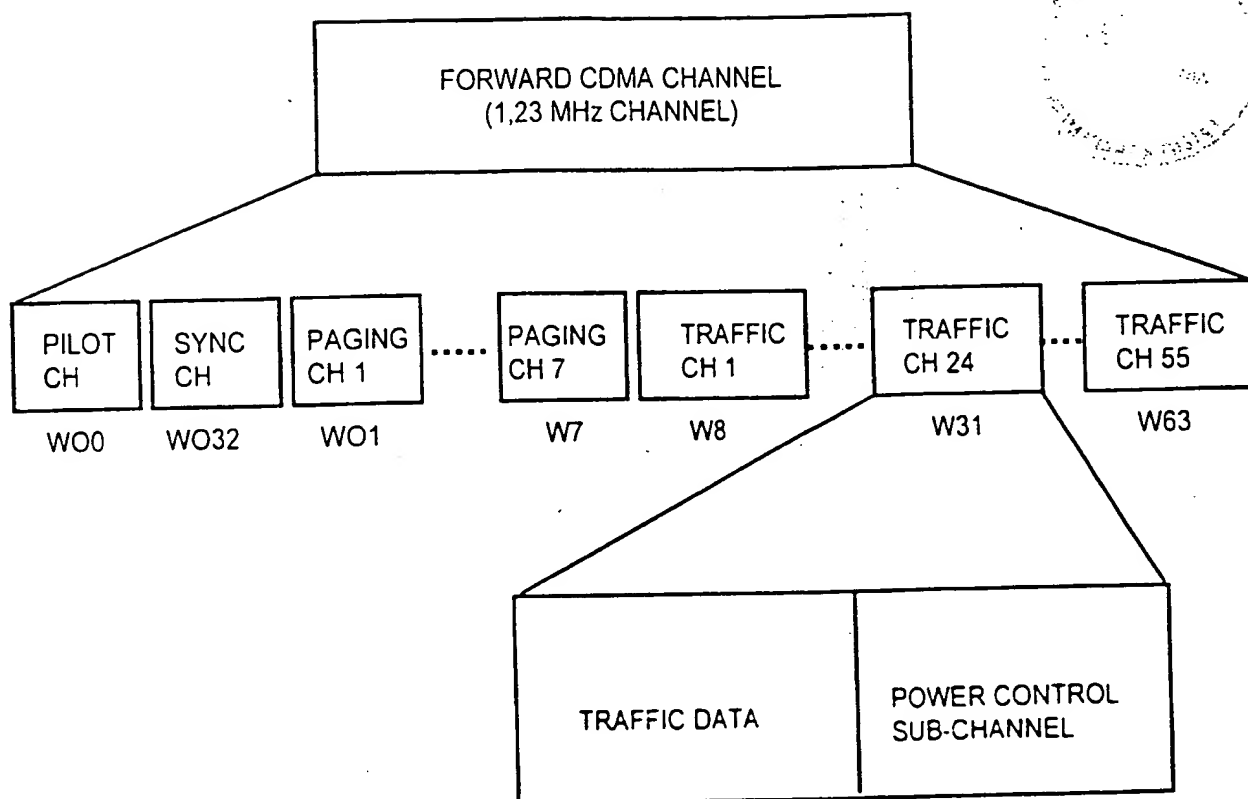 FORWARD CDMA CHANNEL
(1,23 MHz CHANNEL)
PILOT
CH
SYNC
CH
PAGING
CH 1
PAGING
CH 7
TRAFFIC
CH 1
TRAFFIC
CH 24
TRAFFIC
CH 55
WO0
WO32
WO1
W7
W8
W31
W63
TRAFFIC DATA
POWER CONTROL
SUB-CHANNEL